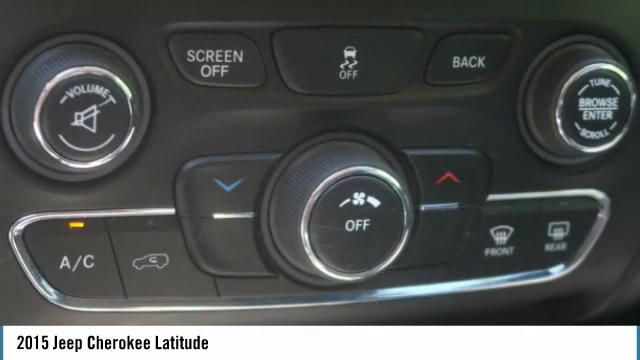 SCREEN
OFF
OFF
BACK
VOLUME
TUNE
BROWSE
ENTER
SCROLL
OFF
A/C
FRONT
REAR
2015 Jeep Cherokee Latitude